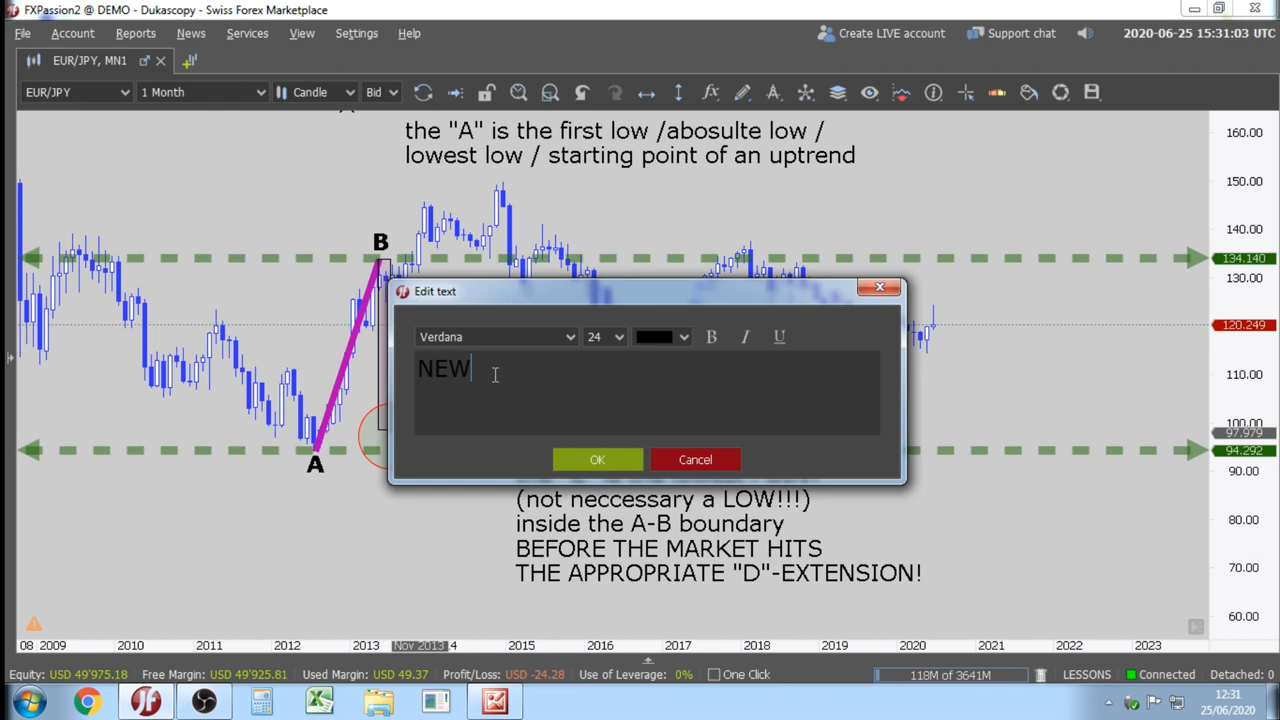 FXPassion2 @ DEMO - Dukascopy - Swiss Forex Marketplace
File Account Reports News Services View Settings Help Create LIVE account Support chat 2020-06-25 15:31:03 UTC
EUR/JPY, MN1
EUR/JPY 1 Month Candle Bid
the "A" is the first low /abosulte low /
lowest low / starting point of an uptrend
160.00
150.00
140.00
B
134.140
130.00
Edit text
120.249
Verdana 24 B I U
NEW
110.00
100.00
97.979
94.292
A
OK Cancel
90.00
(not neccessary a LOW!!!)
inside the A-B boundary
80.00
BEFORE THE MARKET HITS
THE APPROPRIATE "D"-EXTENSION!
70.00
60.00
08 2009 2010 2011 2012 2013 Nov 2013 4 2015 2016 2017 2018 2019 2020 2021 2022 2023
Equity: USD 49'975.18 Free Margin: USD 49'925.81 Used Margin: USD 49.37 Profit/Loss: USD -24.28 Use of Leverage: 0% One Click 118M of 3641M LESSONS Connected Detached: 0
12:31
25/06/2020